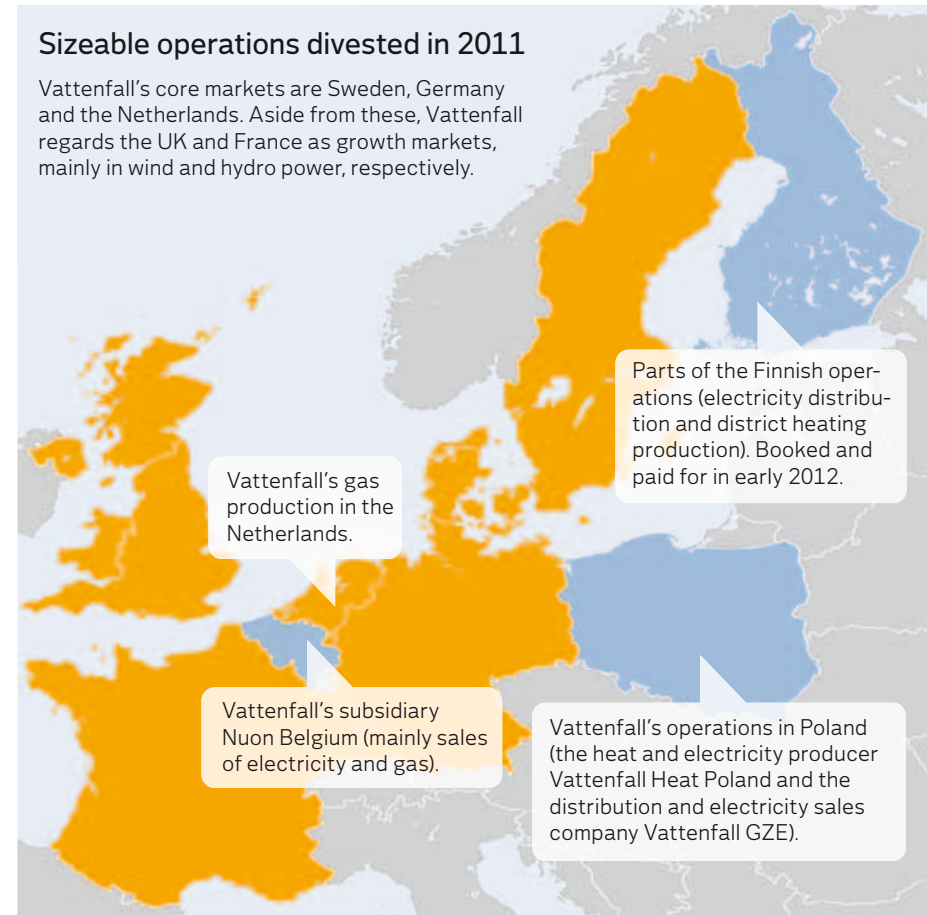 Sizeable operations divested in 2011
Vattenfall's core markets are Sweden, Germany
and the Netherlands. Aside from these, Vattenfall
regards the UK and France as growth markets,
mainly in wind and hydro power, respectively.
Parts of the Finnish oper-
ations (electricity distribu-
tion and district heating
production). Booked and
paid for in early 2012.
Vattenfall's gas
production in the
Netherlands.
Vattenfall's subsidiary
Nuon Belgium (mainly sales
of electricity and gas).
Vattenfall's operations in Poland
(the heat and electricity producer
Vattenfall Heat Poland and the
distribution and electricity sales
company Vattenfall GZE).